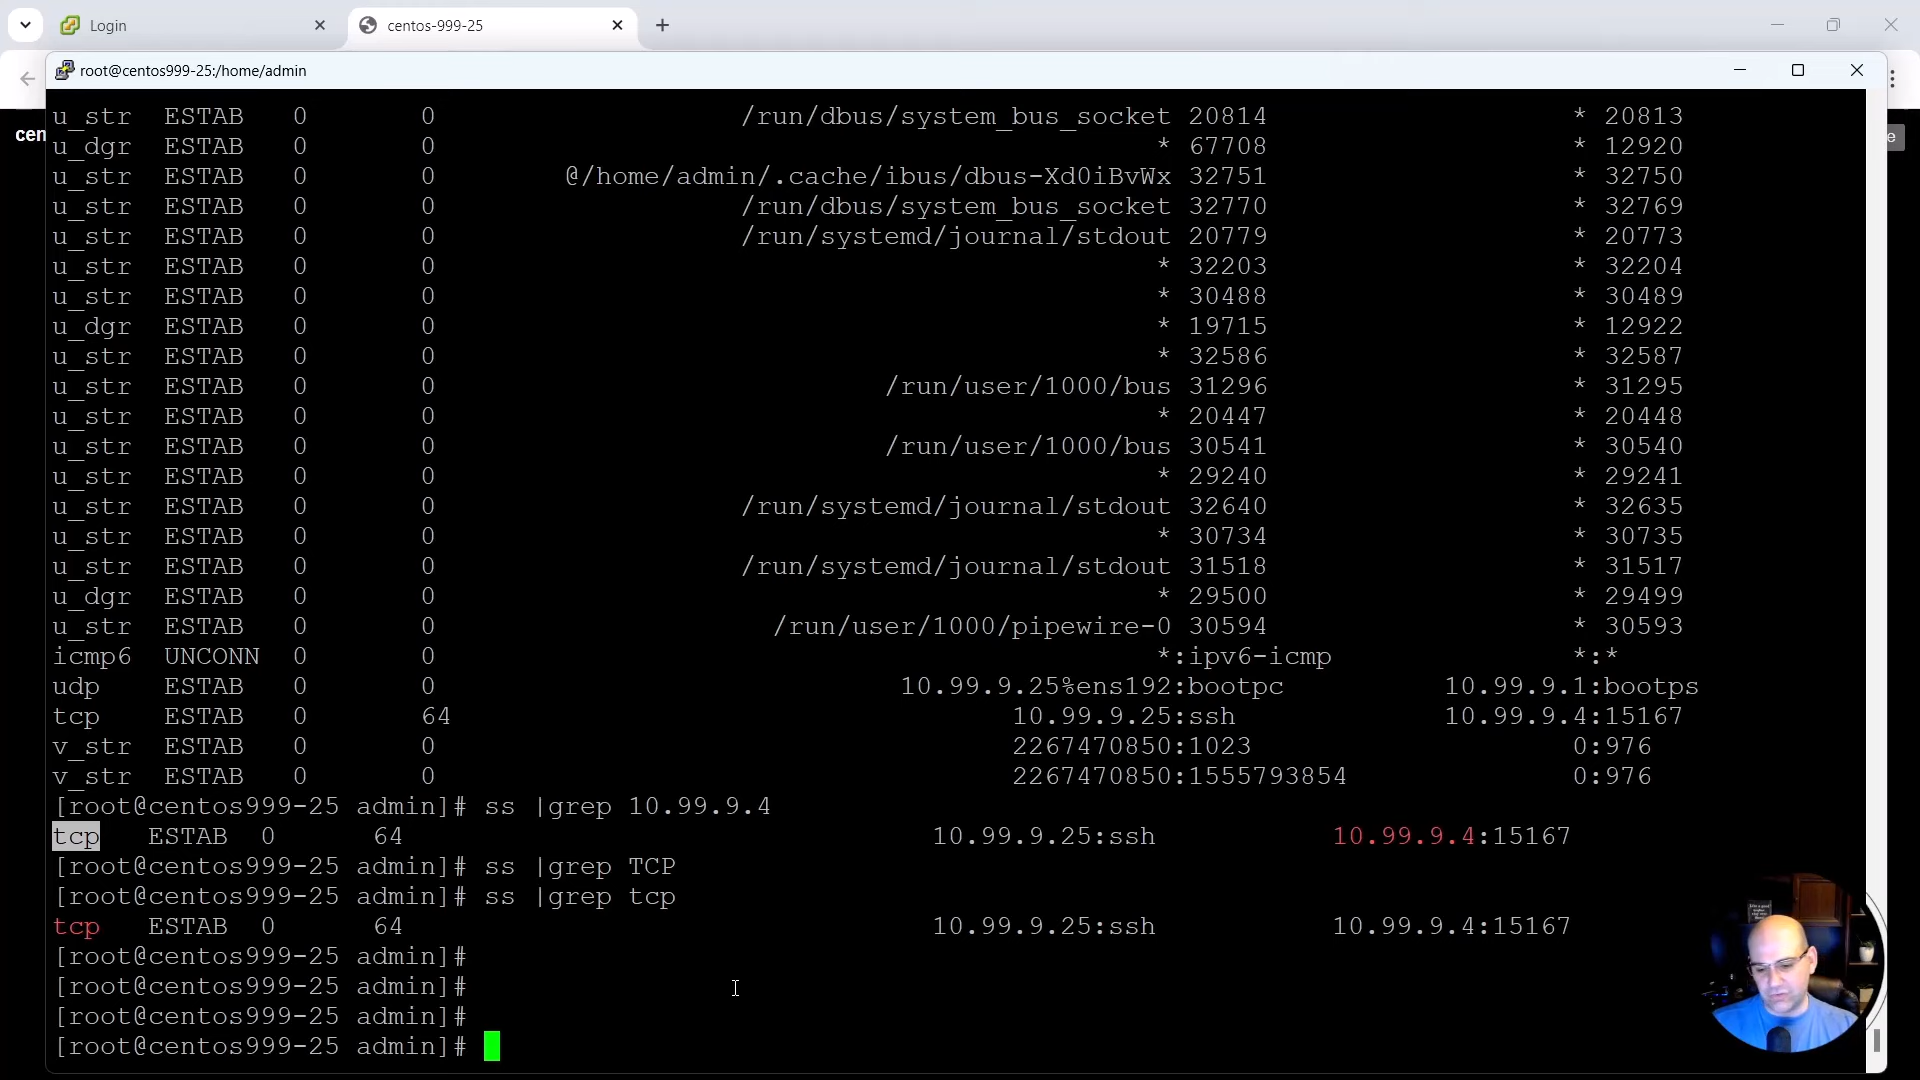 Login
centos-999-25
root@centos999-25:/home/admin
cen
e
u_str ESTAB 0 0 /run/dbus/system_bus_socket 20814 * 20813
u_dgr ESTAB 0 0 * 67708 * 12920
u_str ESTAB 0 0 @/home/admin/.cache/ibus/dbus-Xd0iBvWx 32751 * 32750
u_str ESTAB 0 0 /run/dbus/system_bus_socket 32770 * 32769
u_str ESTAB 0 0 /run/systemd/journal/stdout 20779 * 20773
u_str ESTAB 0 0 * 32203 * 32204
u_str ESTAB 0 0 * 30488 * 30489
u_dgr ESTAB 0 0 * 19715 * 12922
u_str ESTAB 0 0 * 32586 * 32587
u_str ESTAB 0 0 /run/user/1000/bus 31296 * 31295
u_str ESTAB 0 0 * 20447 * 20448
u_str ESTAB 0 0 /run/user/1000/bus 30541 * 30540
u_str ESTAB 0 0 * 29240 * 29241
u_str ESTAB 0 0 /run/systemd/journal/stdout 32640 * 32635
u_str ESTAB 0 0 * 30734 * 30735
u_str ESTAB 0 0 /run/systemd/journal/stdout 31518 * 31517
u_dgr ESTAB 0 0 * 29500 * 29499
u_str ESTAB 0 0 /run/user/1000/pipewire-0 30594 * 30593
icmp6 UNCONN 0 0 *:ipv6-icmp *:*
udp ESTAB 0 0 10.99.9.25%ens192:bootpc 10.99.9.1:bootps
tcp ESTAB 0 64 10.99.9.25:ssh 10.99.9.4:15167
v_str ESTAB 0 0 2267470850:1023 0:976
v_str ESTAB 0 0 2267470850:1555793854 0:976
[root@centos999-25 admin]# ss |grep 10.99.9.4
tcp ESTAB 0 64 10.99.9.25:ssh 10.99.9.4:15167
[root@centos999-25 admin]# ss |grep TCP
[root@centos999-25 admin]# ss |grep tcp
tcp ESTAB 0 64 10.99.9.25:ssh 10.99.9.4:15167
[root@centos999-25 admin]#
[root@centos999-25 admin]#
[root@centos999-25 admin]#
[root@centos999-25 admin]#